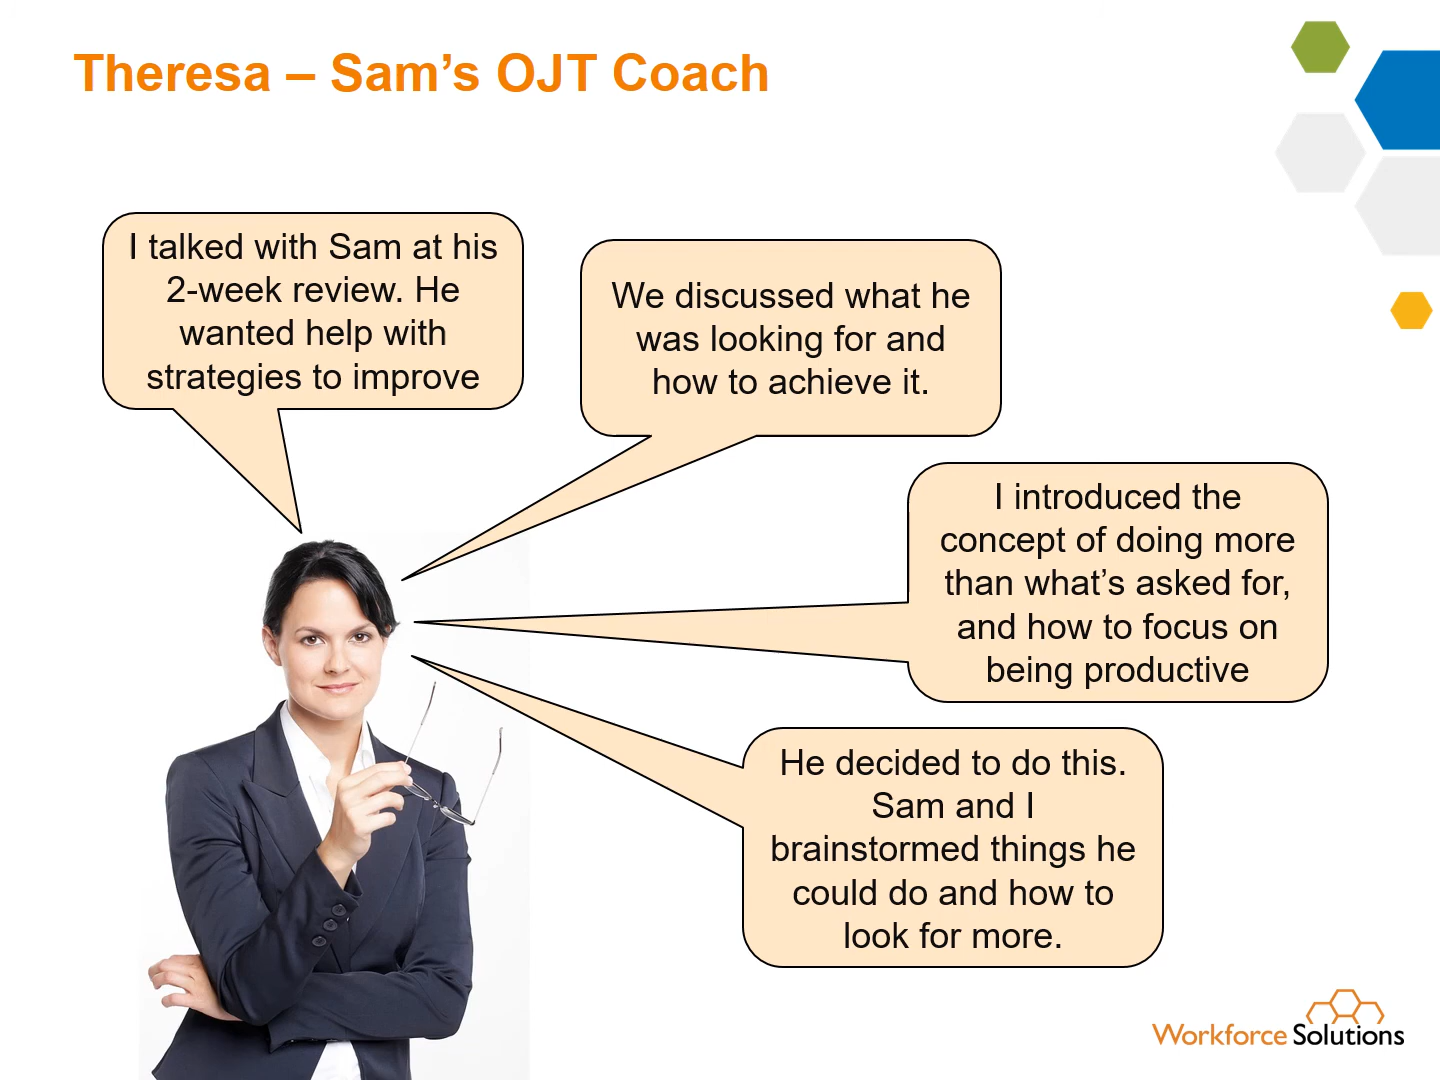 Theresa – Sam’s OJT Coach
I talked with Sam at his
2-week review. He
wanted help with
strategies to improve
We discussed what he
was looking for and
how to achieve it.
I introduced the
concept of doing more
than what’s asked for,
and how to focus on
being productive
He decided to do this.
Sam and I
brainstormed things he
could do and how to
look for more.
Workforce Solutions